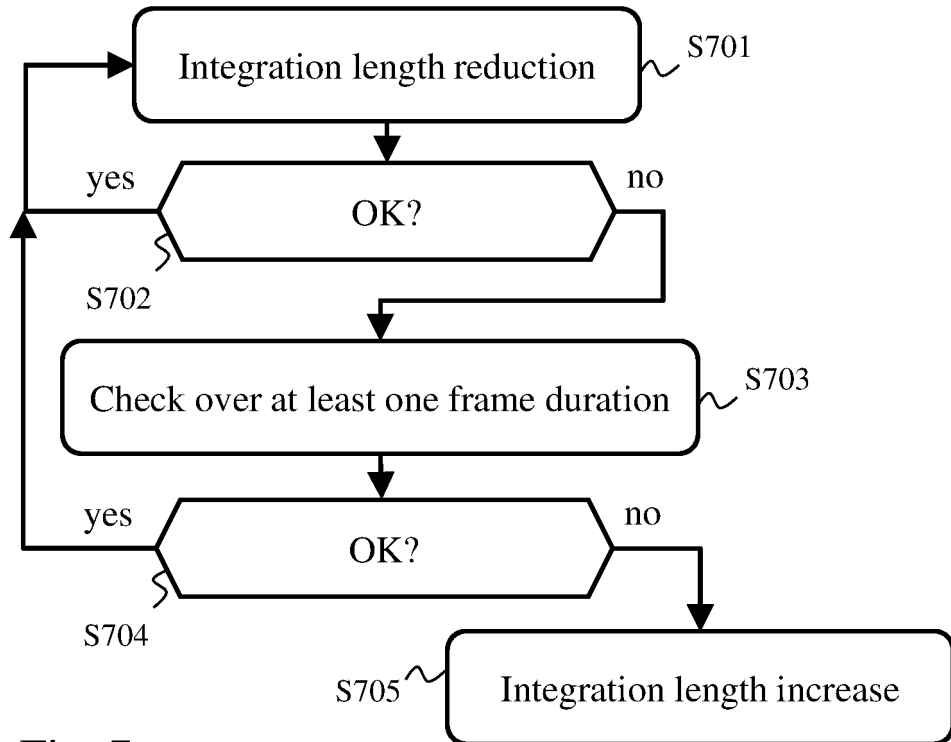 Integration length reduction
S701
yes
OK?
no
S702
Check over at least one frame duration
S703
yes
OK?
no
S704
S705
Integration length increase